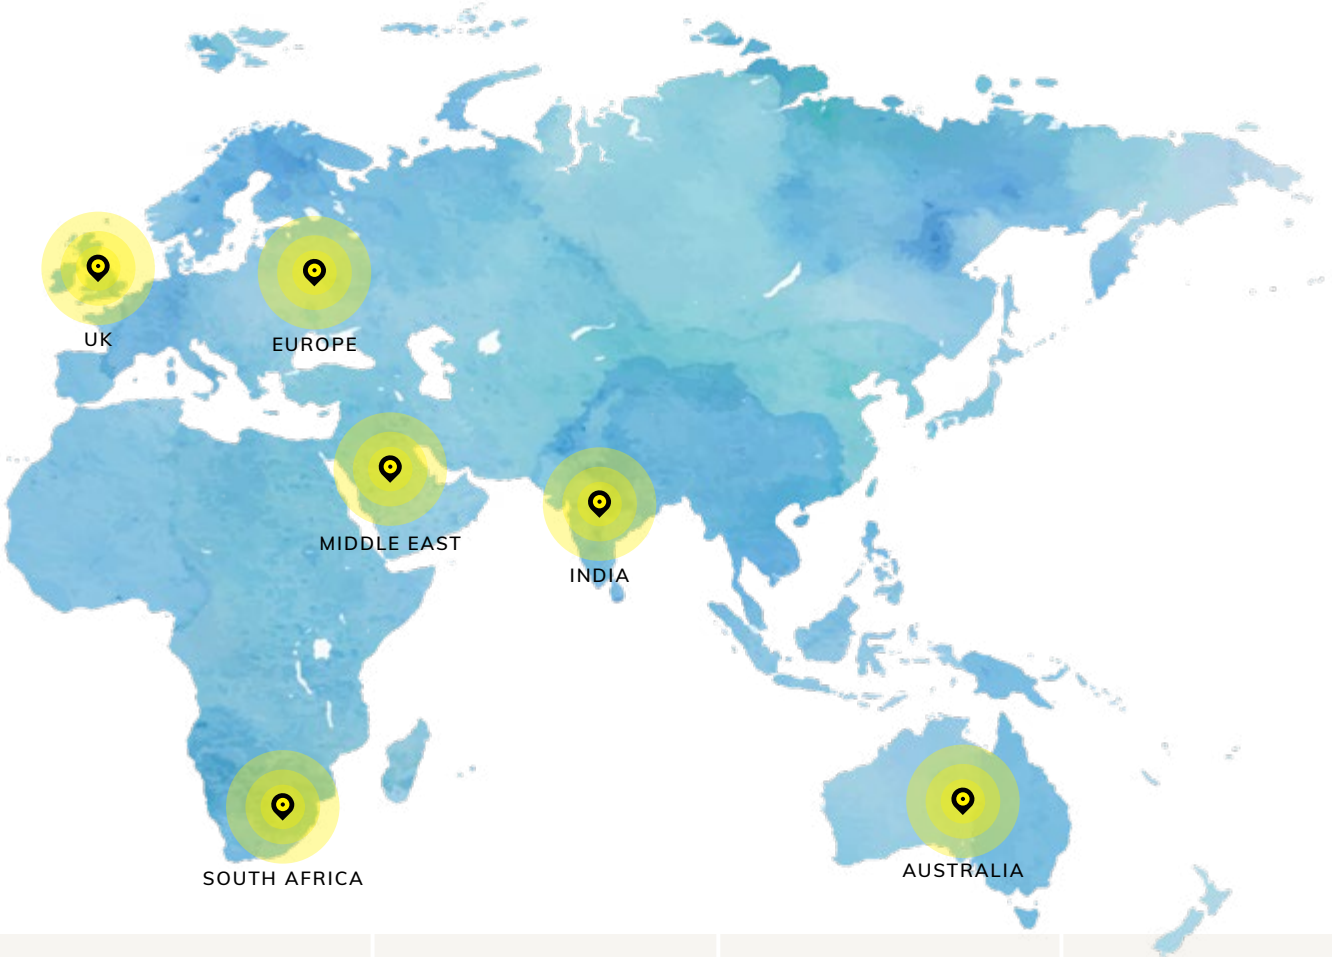 UK
EUROPE
MIDDLE EAST
INDIA
SOUTH AFRICA
AUSTRALIA